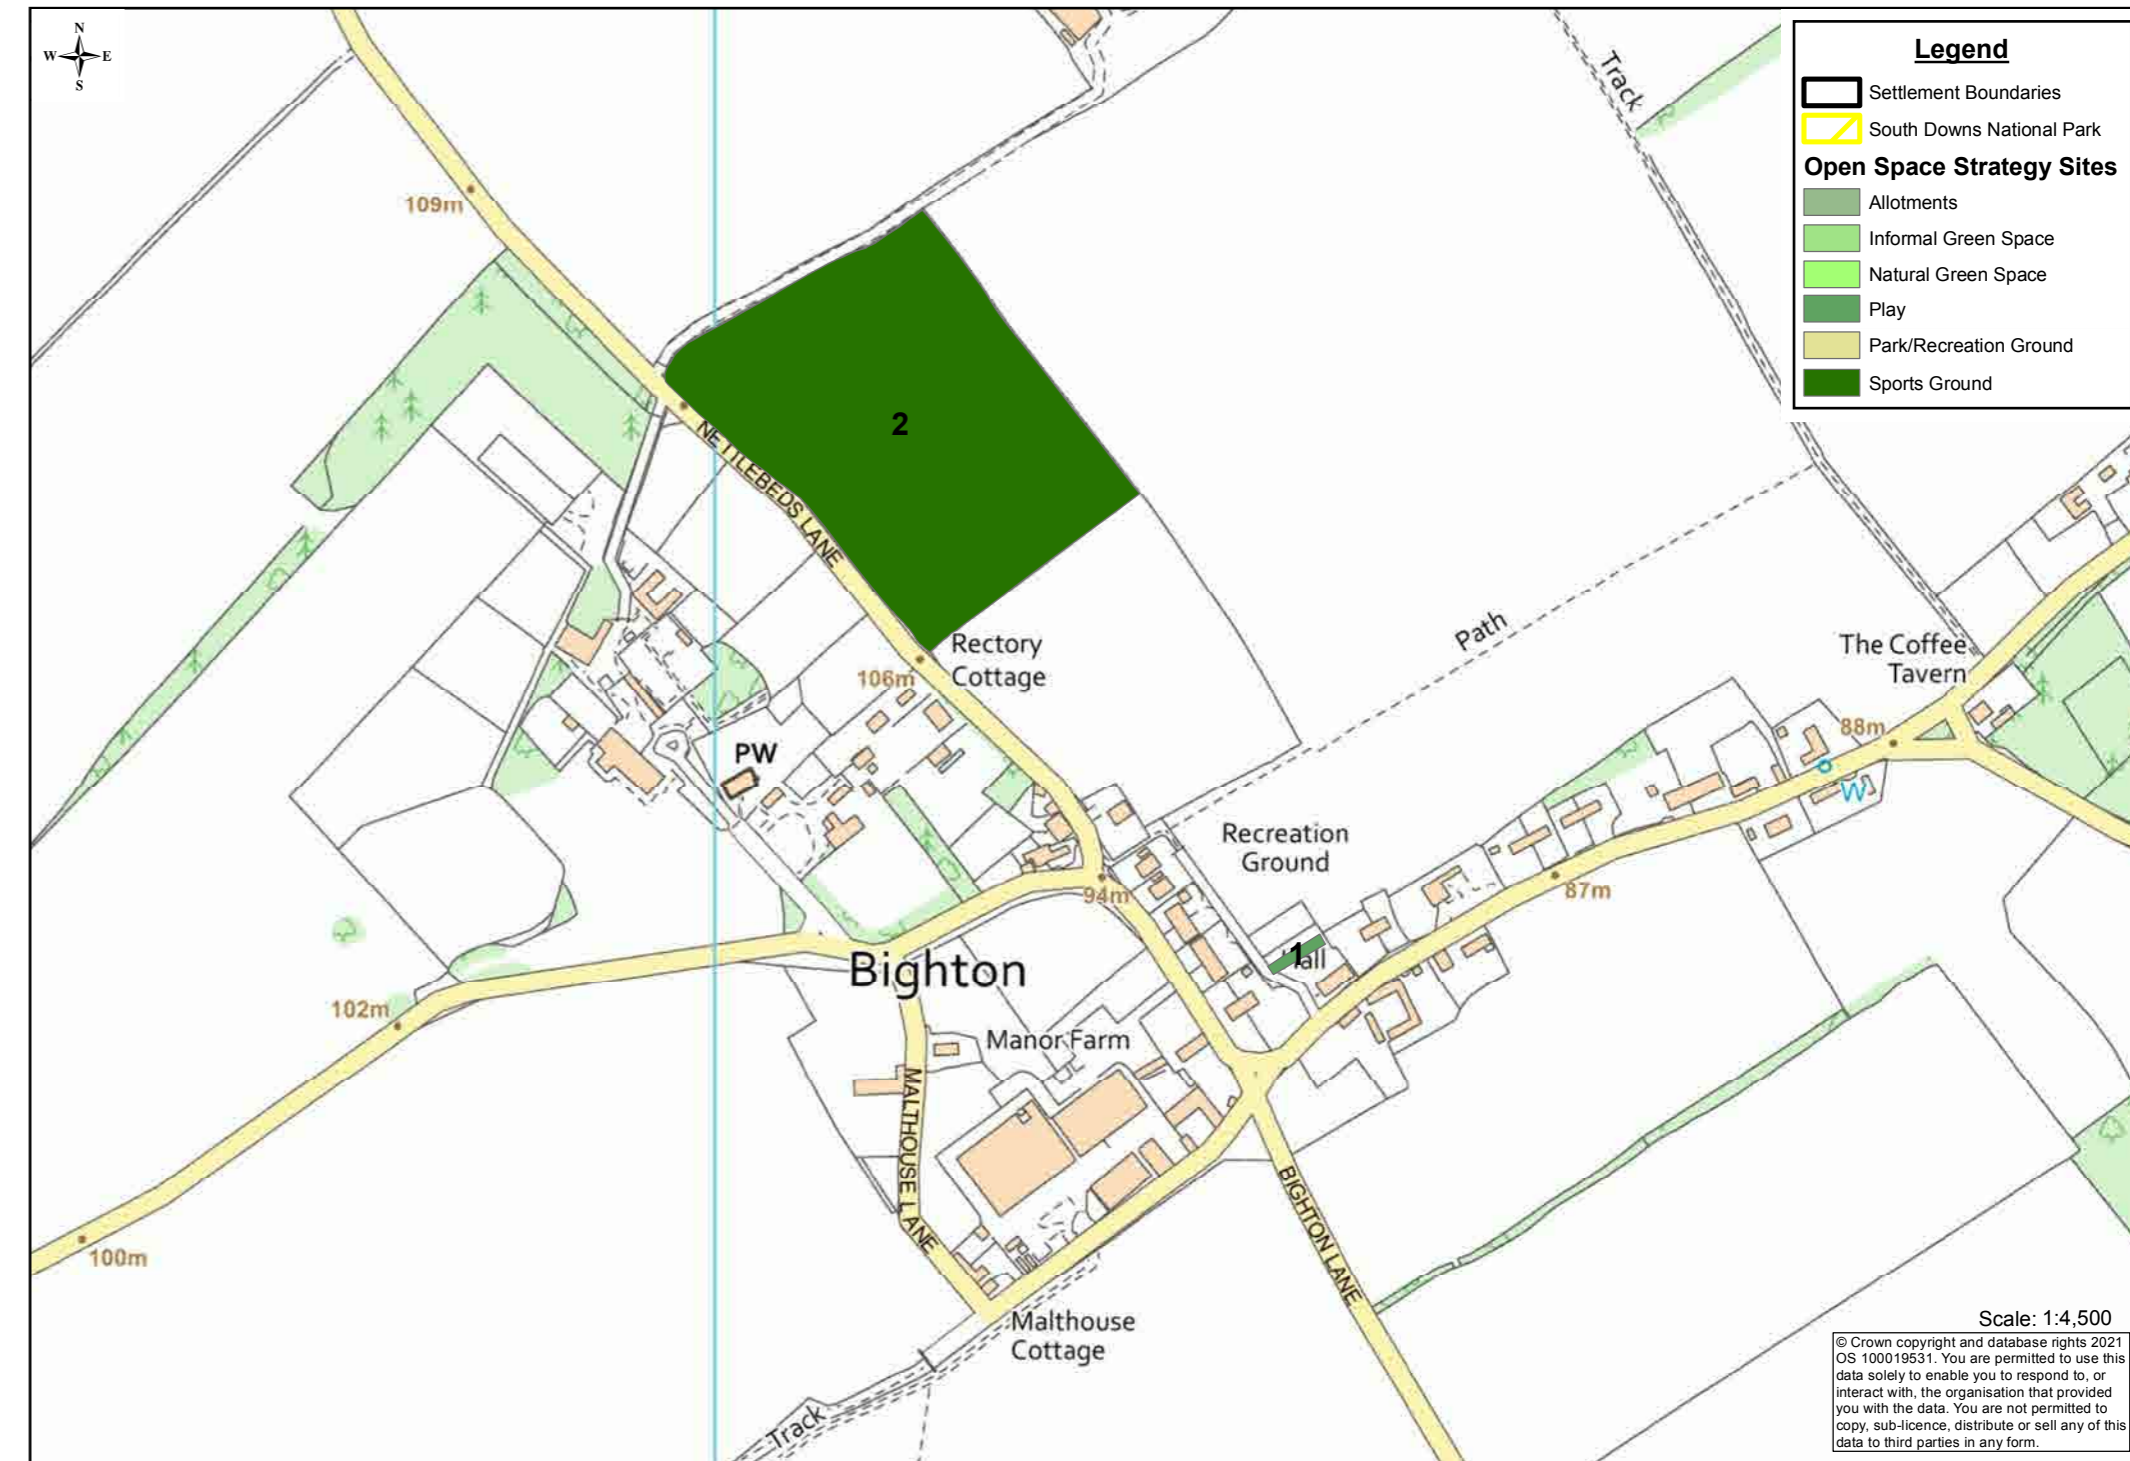 N
W E
S
Legend
Settlement Boundaries
South Downs National Park
Open Space Strategy Sites
Allotments
Informal Green Space
Natural Green Space
Play
Park/Recreation Ground
Sports Ground
Track
109m
2
NETTLEBEDS LANE
Rectory
Cottage
106m
Path
The Coffee
Tavern
88m
W
PW
Recreation
Ground
94m
87m
1
Hall
Bighton
102m
Manor Farm
MALTHOUSE LANE
BIGHTON LANE
100m
Malthouse
Cottage
Track
Scale: 1:4,500
© Crown copyright and database rights 2021
OS 100019531. You are permitted to use this
data solely to enable you to respond to, or
interact with, the organisation that provided
you with the data. You are not permitted to
copy, sub-licence, distribute or sell any of this
data to third parties in any form.